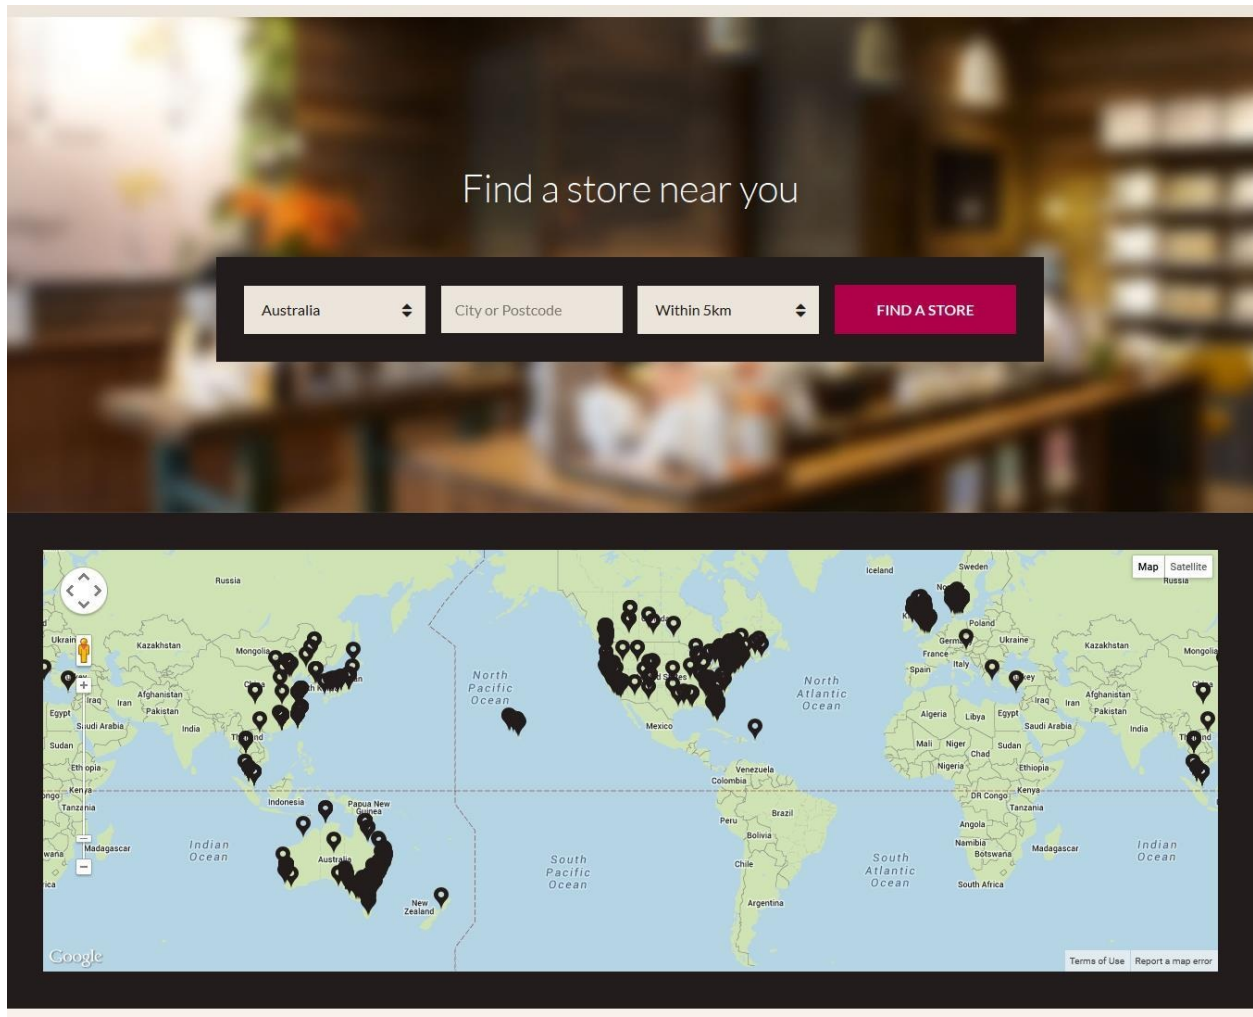 Find a store near you
Australia
City or Postcode
Within 5km
FIND A STORE
Map
Satellite
Russia
Iceland
Sweden
Russia
Poland
Ukraine
Kazakhstan
Mongolia
France
Italy
Spain
Ukraine
Kazakhstan
Mongolia
Iraq
Iran
Afghanistan
Pakistan
Egypt
Saudi Arabia
India
Sudan
Ethiopia
Kenya
Tanzania
Indonesia
Papua New
Guinea
Madagascar
Indian
Ocean
Australia
New
Zealand
North
Pacific
Ocean
Mexico
North
Atlantic
Ocean
Venezuela
Colombia
Peru
Brazil
Bolivia
Chile
Argentina
South
Pacific
Ocean
South
Atlantic
Ocean
Algeria
Libya
Egypt
Iraq
Iran
Afghanistan
Pakistan
Saudi Arabia
India
Mali
Niger
Chad
Sudan
Nigeria
Ethiopia
DR Congo
Kenya
Tanzania
Angola
Namibia
Botswana
Madagascar
South Africa
Indian
Ocean
Google
Terms of Use
Report a map error